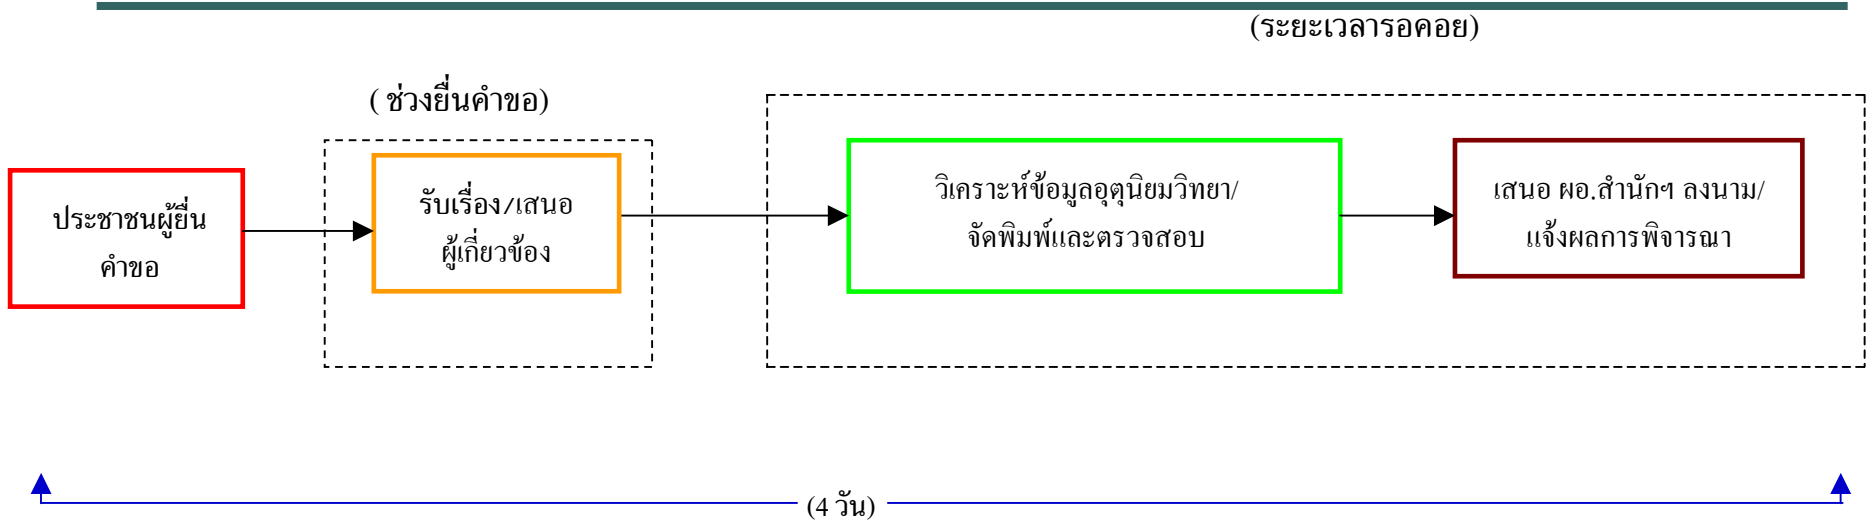 (ระยะเวลารอคอย)
( ช่วงยื่นคำขอ)
ประชาชนผู้ยื่น
คำขอ
รับเรื่อง/เสนอ
ผู้เกี่ยวข้อง
วิเคราะห์ข้อมูลอุตุนิยมวิทยา/
จัดพิมพ์และตรวจสอบ
เสนอ ผอ.สำนักฯ ลงนาม/
แจ้งผลการพิจารณา
(4 วัน)